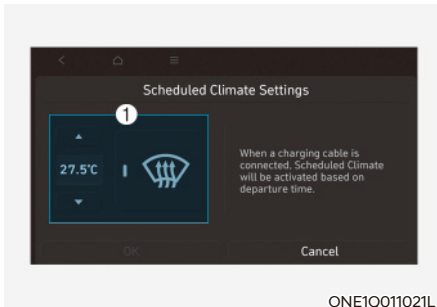 Scheduled Climate Settings
1
27.5°C
When a charging cable is
connected, Scheduled Climate
will be activated based on
departure time.
OK
Cancel
ONE1O011021L